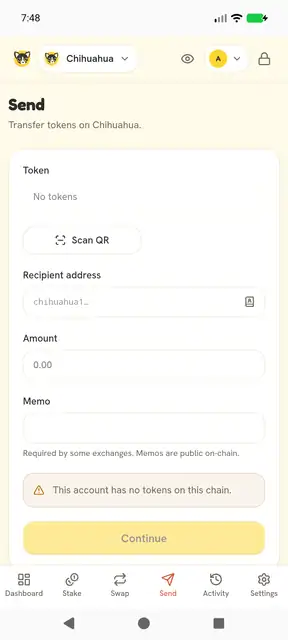 7:48
Chihuahua
A
Send
Transfer tokens on Chihuahua.
Token
No tokens
Scan QR
Recipient address
chihuahua1…
Amount
0.00
Memo
Required by some exchanges. Memos are public on-chain.
This account has no tokens on this chain.
Continue
Dashboard Stake Swap Send Activity Settings